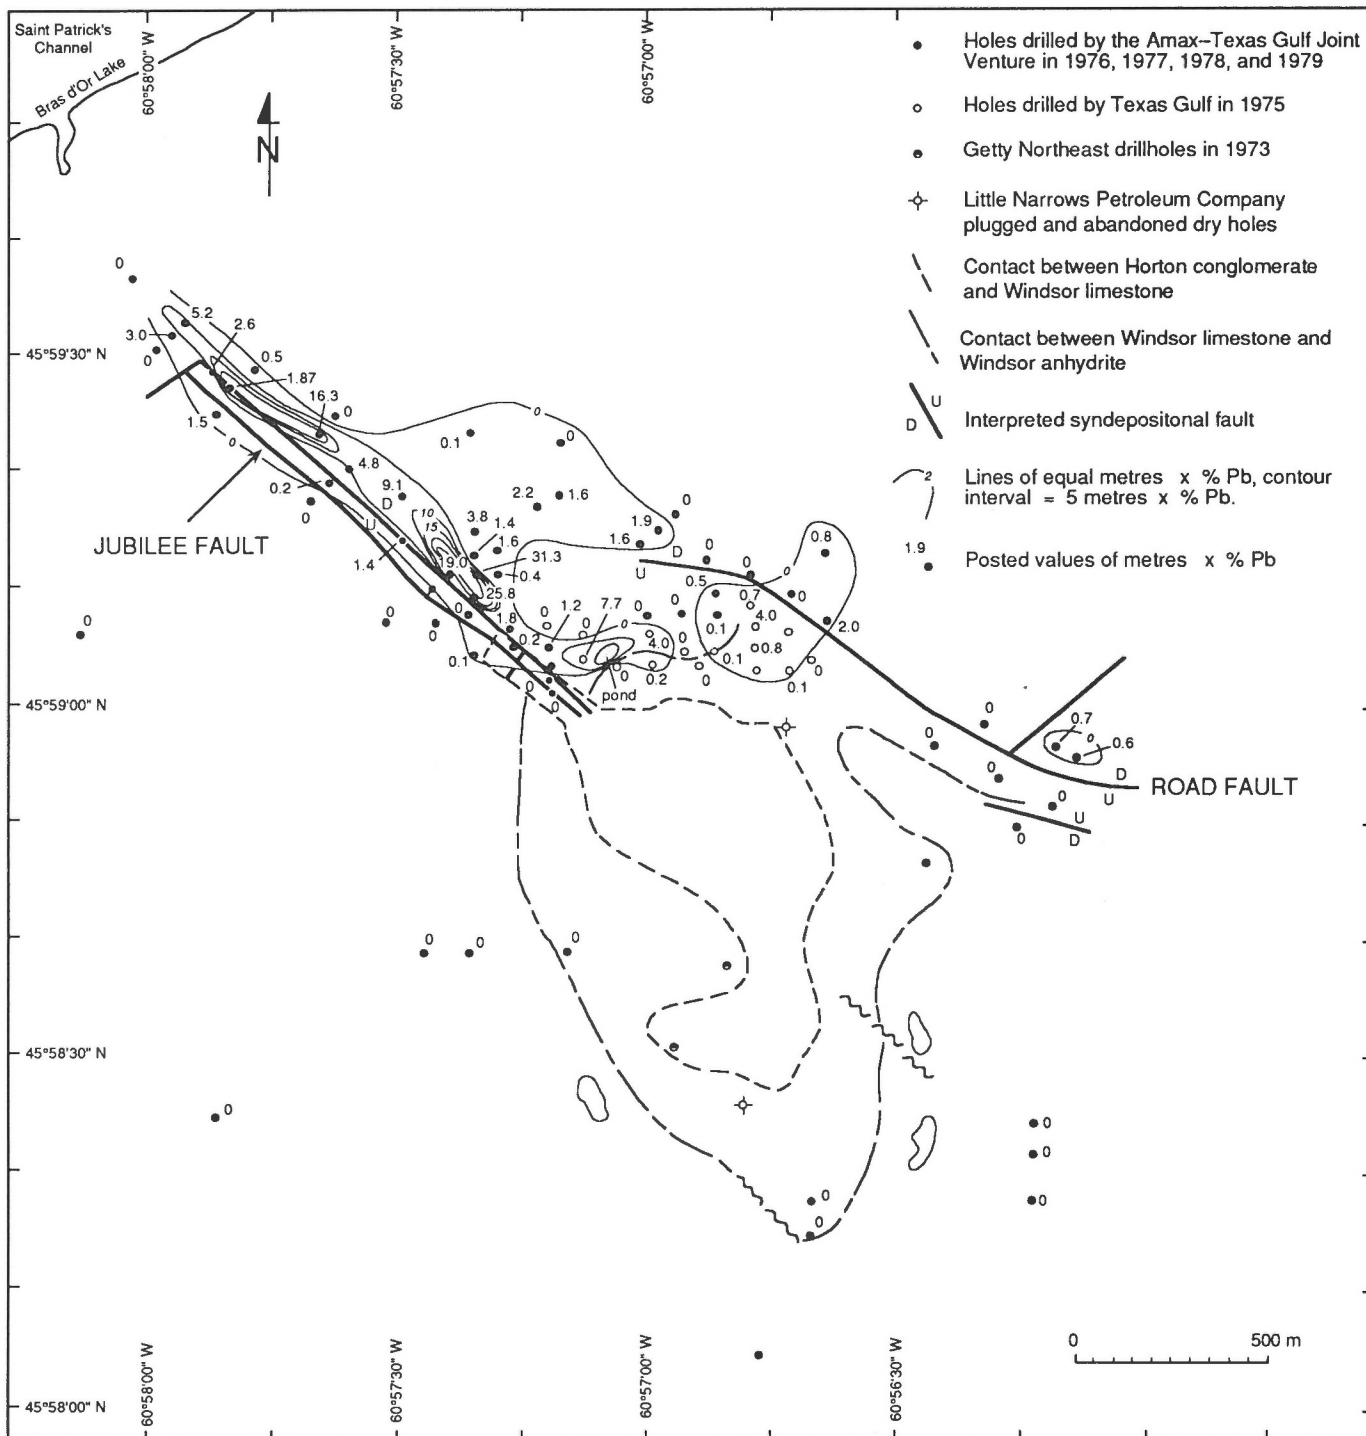 Saint Patrick's
Channel
Bras d'Or Lake
60°58'00" W
60°57'30" W
60°57'00" W
N
Holes drilled by the Amax–Texas Gulf Joint
Venture in 1976, 1977, 1978, and 1979
Holes drilled by Texas Gulf in 1975
Getty Northeast drillholes in 1973
Little Narrows Petroleum Company
plugged and abandoned dry holes
Contact between Horton conglomerate
and Windsor limestone
Contact between Windsor limestone and
Windsor anhydrite
U
D
Interpreted syndepositonal fault
2
Lines of equal metres x % Pb, contour
interval = 5 metres x % Pb.
1.9
Posted values of metres x % Pb
0
5.2
2.6
3.0
0.5
45°59'30" N
0
1.87
16.3
0
0
1.5
0
0.1
0
4.8
0.2
9.1
D
2.2
1.6
0
0
10
3.8
1.4
1.9
0.8
U
15
1.6
1.6
D
0
0
JUBILEE FAULT
1.4
19.0
31.3
U
0.4
0.5
0
25.8
0.7
0
0
0
1.8
0
1.2
7.7
0
0
0
4.0
0.1
4.0
2.0
0.2
0
0.8
0.1
0.1
0.2
0
0.1
0
pond
0
45°59'00" N
0
0
0.7
0
0.6
0
D
ROAD FAULT
0
U
U
0
D
0
0
0
45°58'30" N
0
0
0
0
0
0
60°58'00" W
60°57'30" W
60°57'00" W
60°56'30" W
0
500 m
45°58'00" N